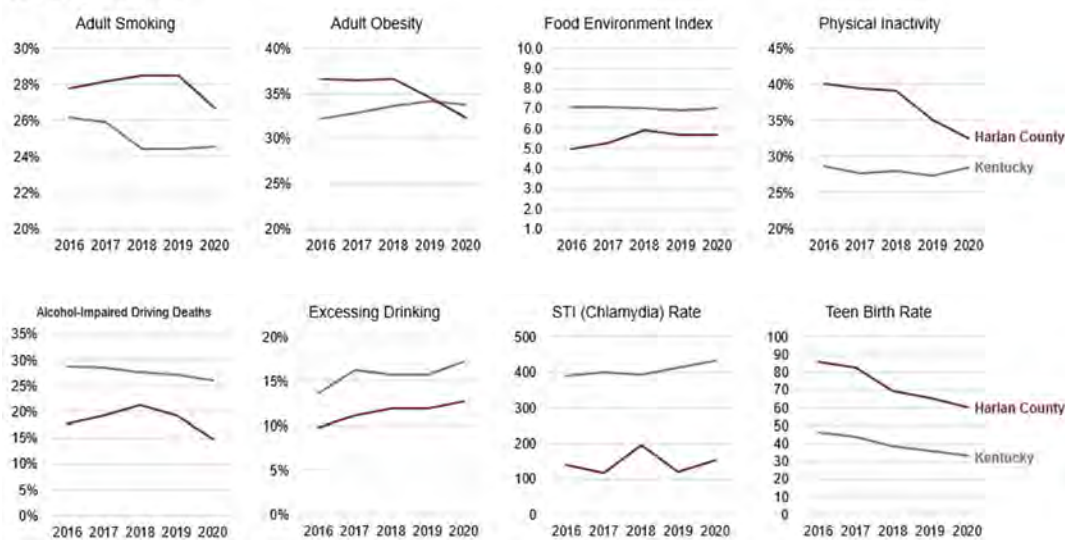 Adult Smoking
30%
28%
26%
24%
22%
20%
2016 2017 2018 2019 2020
Adult Obesity
40%
35%
30%
25%
20%
2016 2017 2018 2019 2020
Food Environment Index
10.0
9.0
8.0
7.0
6.0
5.0
4.0
3.0
2.0
1.0
2016 2017 2018 2019 2020
Physical Inactivity
45%
40%
35%
30%
25%
20%
Harlan County
Kentucky
2016 2017 2018 2019 2020
Alcohol-Impaired Driving Deaths
35%
30%
25%
20%
15%
10%
5%
0%
2016 2017 2018 2019 2020
Excessing Drinking
20%
15%
10%
5%
0%
2016 2017 2018 2019 2020
STI (Chlamydia) Rate
500
400
300
200
100
0
2016 2017 2018 2019 2020
Teen Birth Rate
100
90
80
70
60
50
40
30
20
10
0
Harlan County
Kentucky
2016 2017 2018 2019 2020